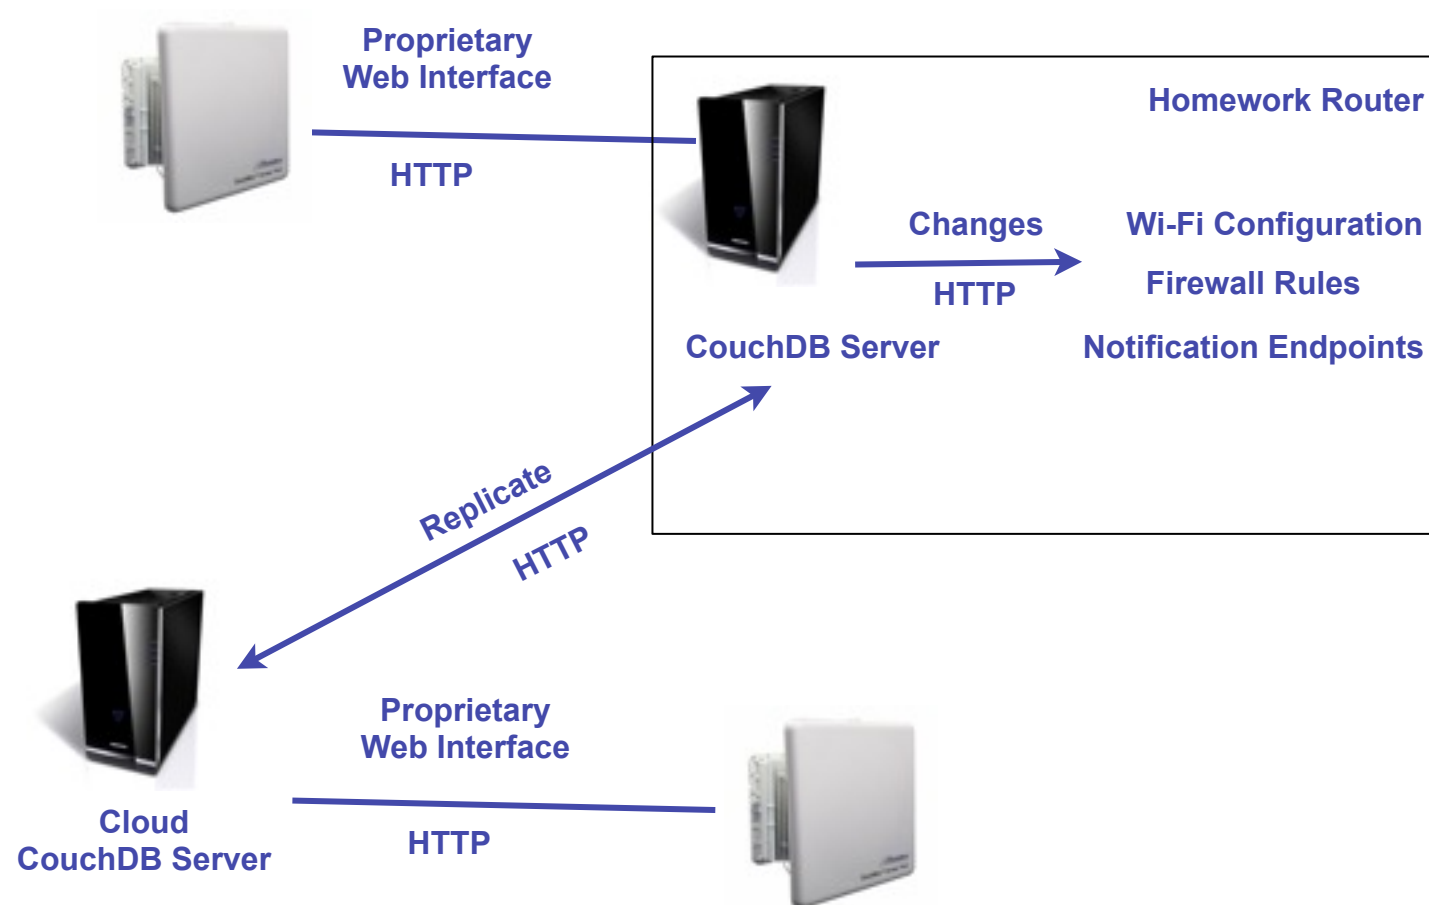 Proprietary
Web Interface
HTTP
Homework Router
Changes
HTTP
Wi-Fi Configuration
Firewall Rules
Notification Endpoints
CouchDB Server
Replicate
HTTP
Cloud
CouchDB Server
Proprietary
Web Interface
HTTP